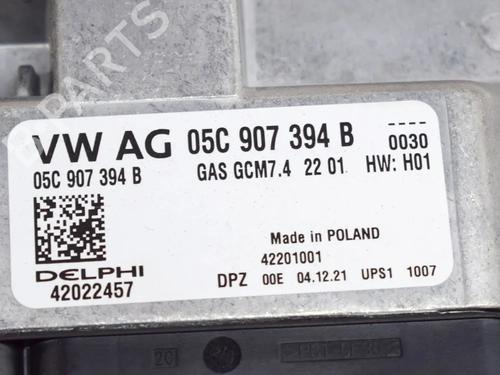 VW AG 05C 907 394 B 0030
05C 907 394 B GAS GCM7.4 22 01 HW: H01
Made in POLAND
DELPHI 42201001
42022457 DPZ 00E 04.12.21 UPS1 1007
PARTS